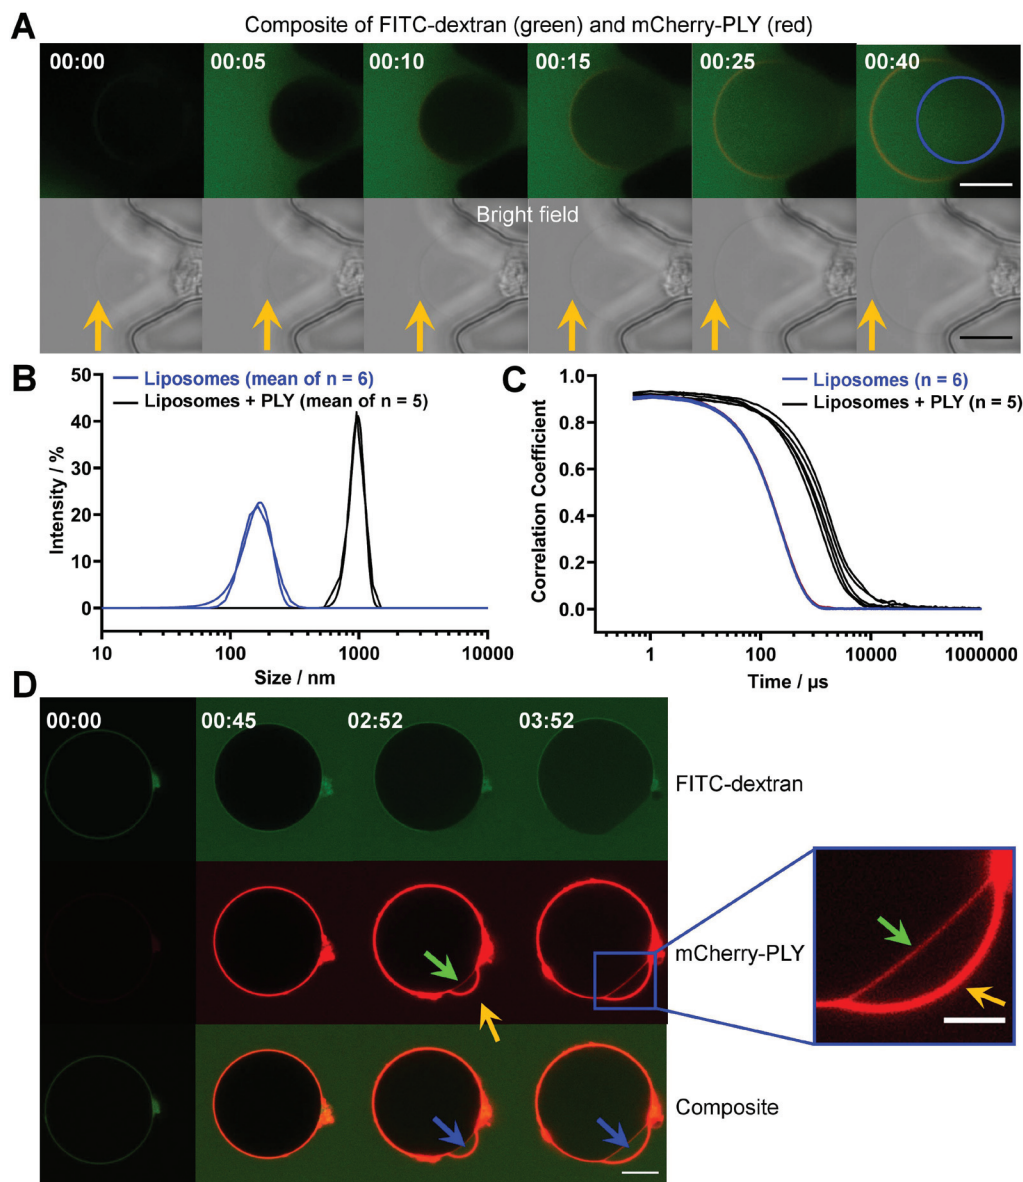 A
Composite of FITC-dextran (green) and mCherry-PLY (red)
00:00 00:05 00:10 00:15 00:25 00:40
Bright field
B
Liposomes (mean of n = 6)
Liposomes + PLY (mean of n = 5)
50
40
30
20
10
0
Intensity / %
10 100 1000 10000
Size / nm
C
Liposomes (n = 6)
Liposomes + PLY (n = 5)
1.0
0.8
0.6
0.4
0.2
0.0
Correlation Coefficient
1 100 10000 1000000
Time / µs
D
00:00 00:45 02:52 03:52
FITC-dextran
mCherry-PLY
Composite